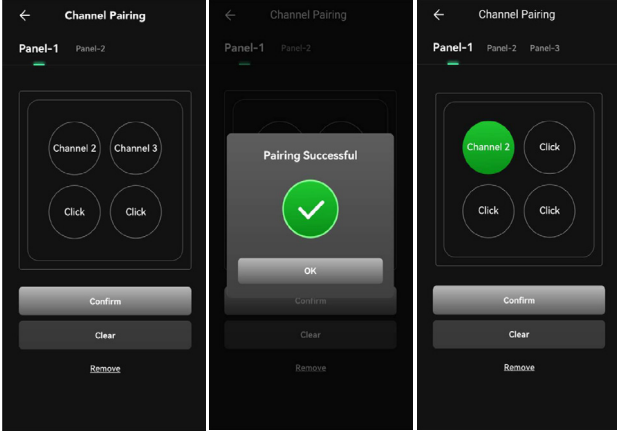 ← Channel Pairing
Panel-1 Panel-2
Channel 2 Channel 3
Click Click
Confirm
Clear
Remove
← Channel Pairing
Panel-1 Panel-2
Pairing Successful
OK
Confirm
Clear
Remove
← Channel Pairing
Panel-1 Panel-2 Panel-3
Channel 2 Click
Click Click
Confirm
Clear
Remove